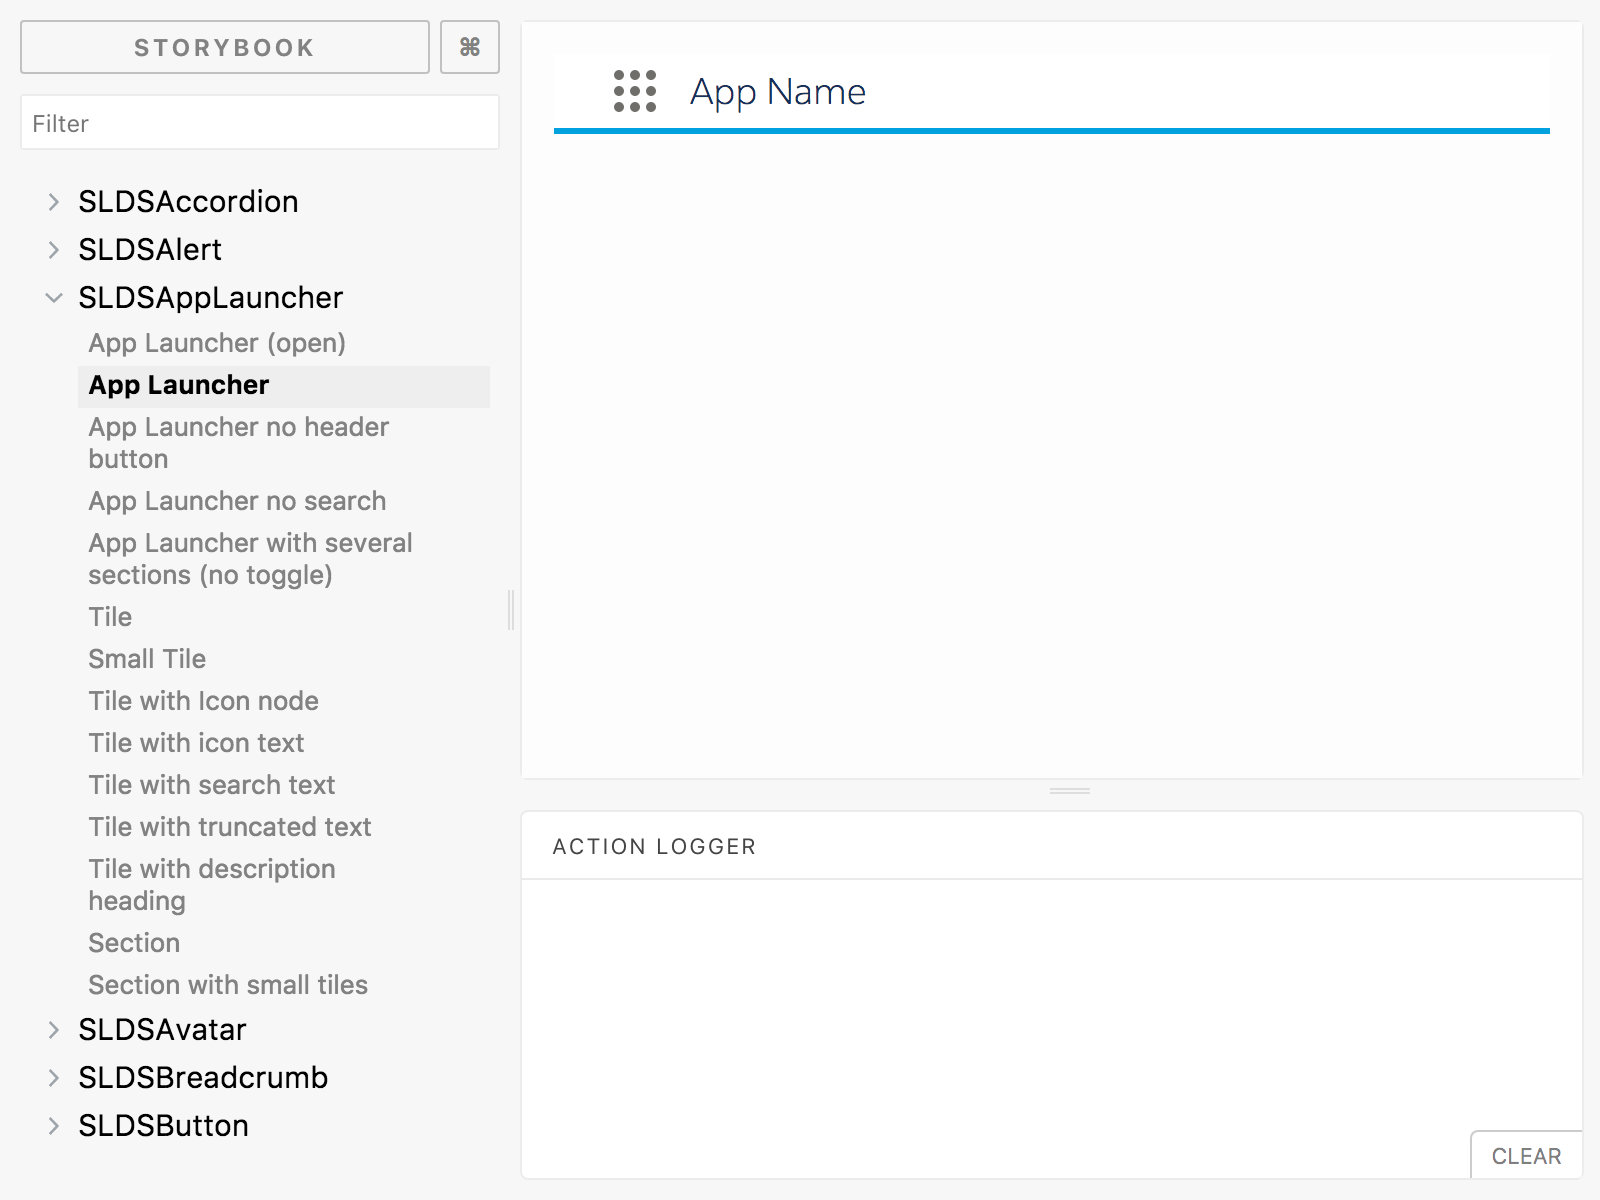 STORYBOOK
⌘
Filter
SLDSAccordion
SLDSAlert
SLDSAppLauncher
App Launcher (open)
App Launcher
App Launcher no header
button
App Launcher no search
App Launcher with several
sections (no toggle)
Tile
Small Tile
Tile with Icon node
Tile with icon text
Tile with search text
Tile with truncated text
Tile with description
heading
Section
Section with small tiles
SLDSAvatar
SLDSBreadcrumb
SLDSButton
App Name
ACTION LOGGER
CLEAR